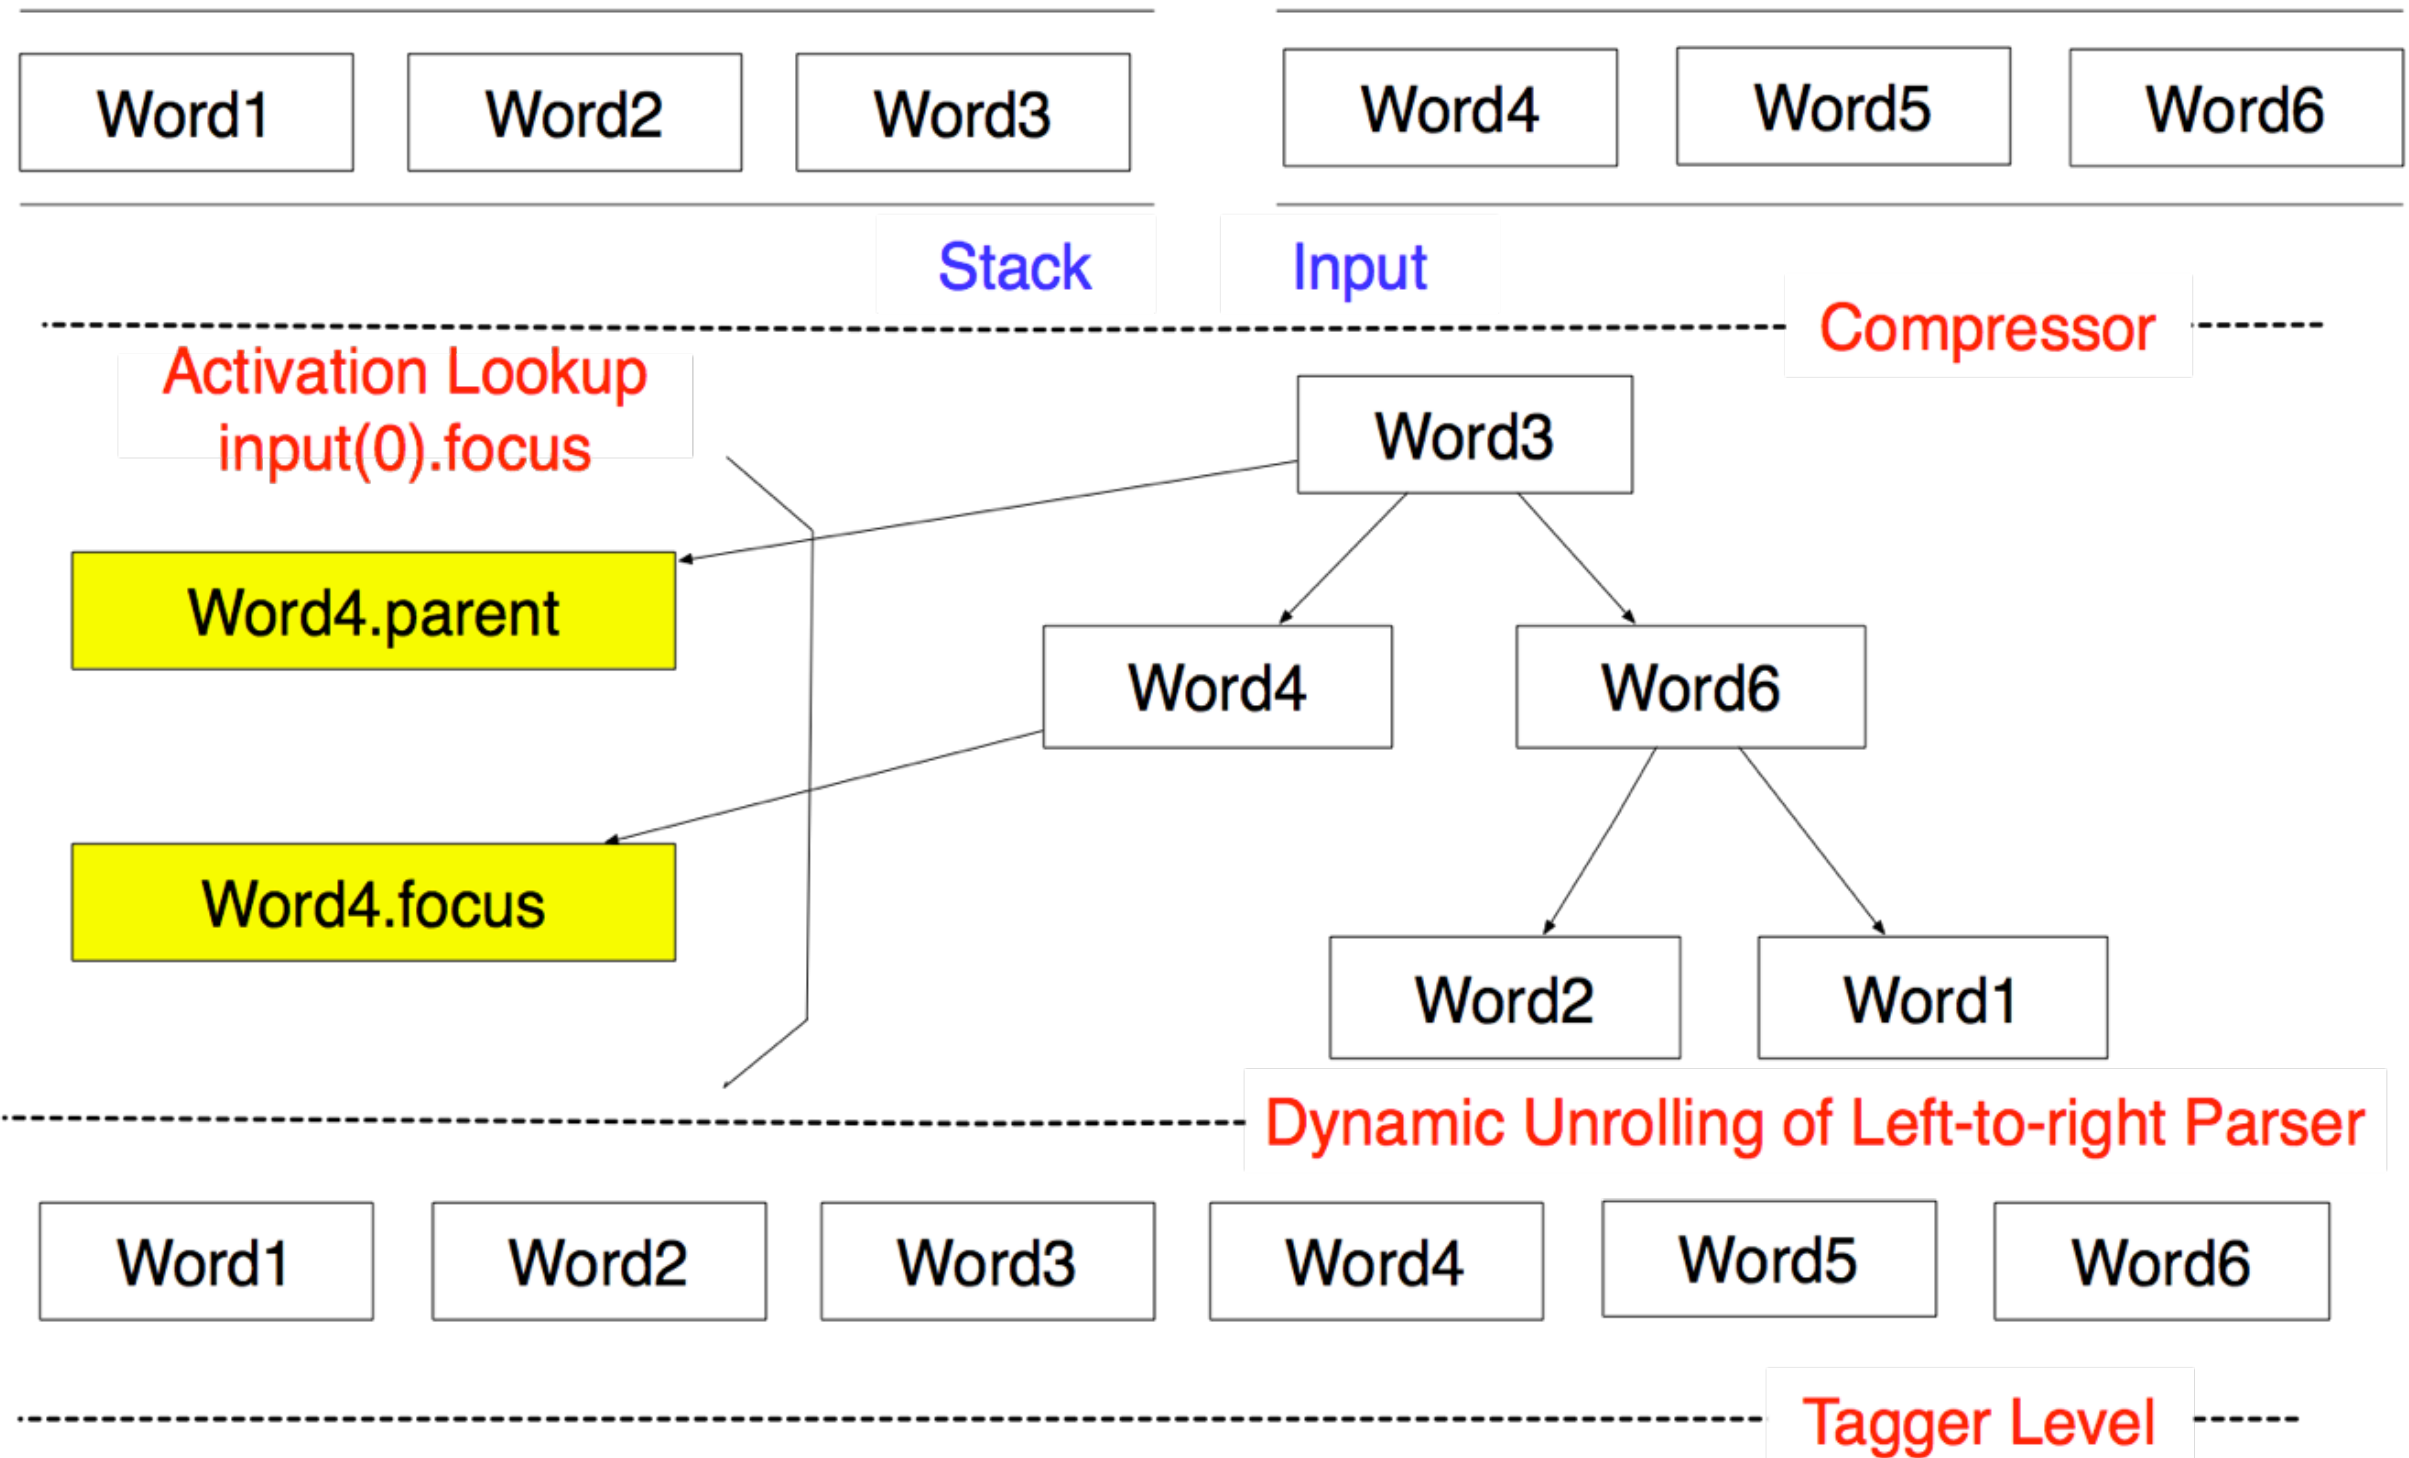 Word1 Word2 Word3 Word4 Word5 Word6
Stack Input
Compressor
Activation Lookup
input(0).focus
Word3
Word4.parent
Word4 Word6
Word4.focus
Word2 Word1
Dynamic Unrolling of Left-to-right Parser
Word1 Word2 Word3 Word4 Word5 Word6
Tagger Level